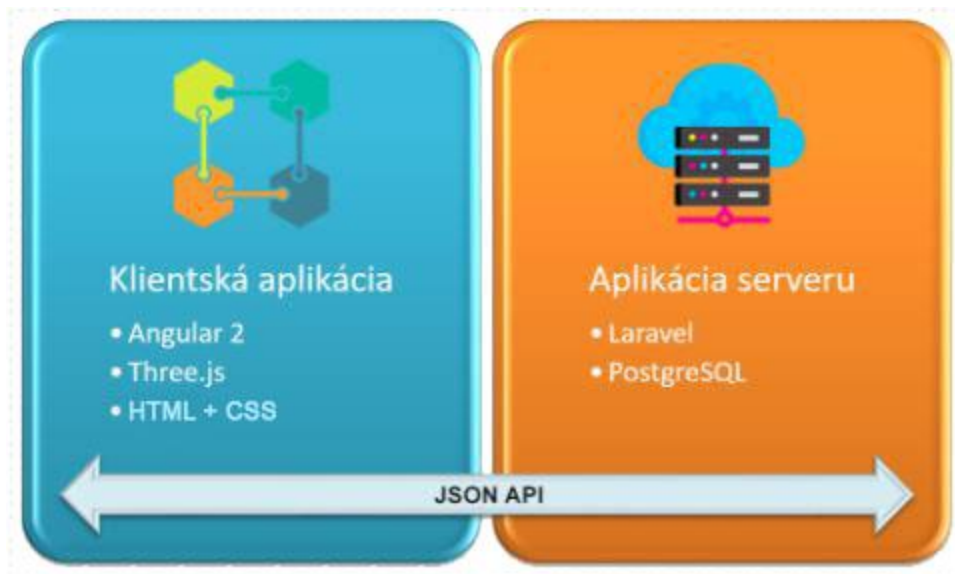 Klientská aplikácia
• Angular 2
• Three.js
• HTML + CSS
Aplikácia serveru
• Laravel
• PostgreSQL
JSON API